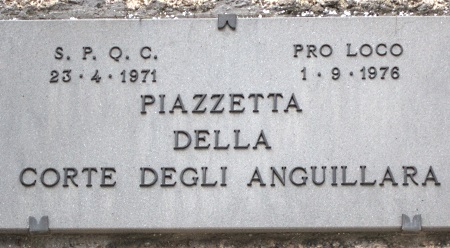 S. P. Q. C. PRO LOCO
23 · 4 · 1971 1 · 9 · 1976
PIAZZETTA
DELLA
CORTE DEGLI ANGUILLARA